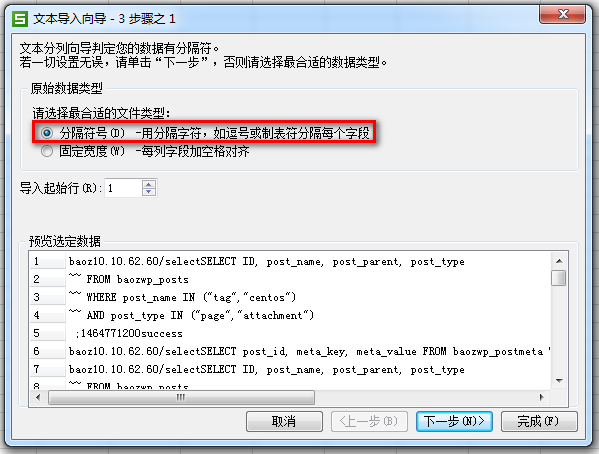 S 文本导入向导 - 3 步骤之 1
文本分列向导判定您的数据有分隔符。
若一切设置无误，请单击“下一步”，否则请选择最合适的数据类型。
原始数据类型
请选择最合适的文件类型：
分隔符号(D) -用分隔字符，如逗号或制表符分隔每个字段
固定宽度(W) -每列字段加空格对齐
导入起始行(R): 1
预览选定数据
1 baoz10.10.62.60/selectSELECT ID, post_name, post_parent, post_type
2 ~~ FROM baozwp_posts
3 ~~ WHERE post_name IN ("tag","centos")
4 ~~ AND post_type IN ("page","attachment")
5 ;1464771200success
6 baoz10.10.62.60/selectSELECT post_id, meta_key, meta_value FROM baozwp_postmeta
7 baoz10.10.62.60/selectSELECT ID, post_name, post_parent, post_type
8 ~~ FROM baozwp_posts
取消 <上一步(B) 下一步(N)> 完成(F)